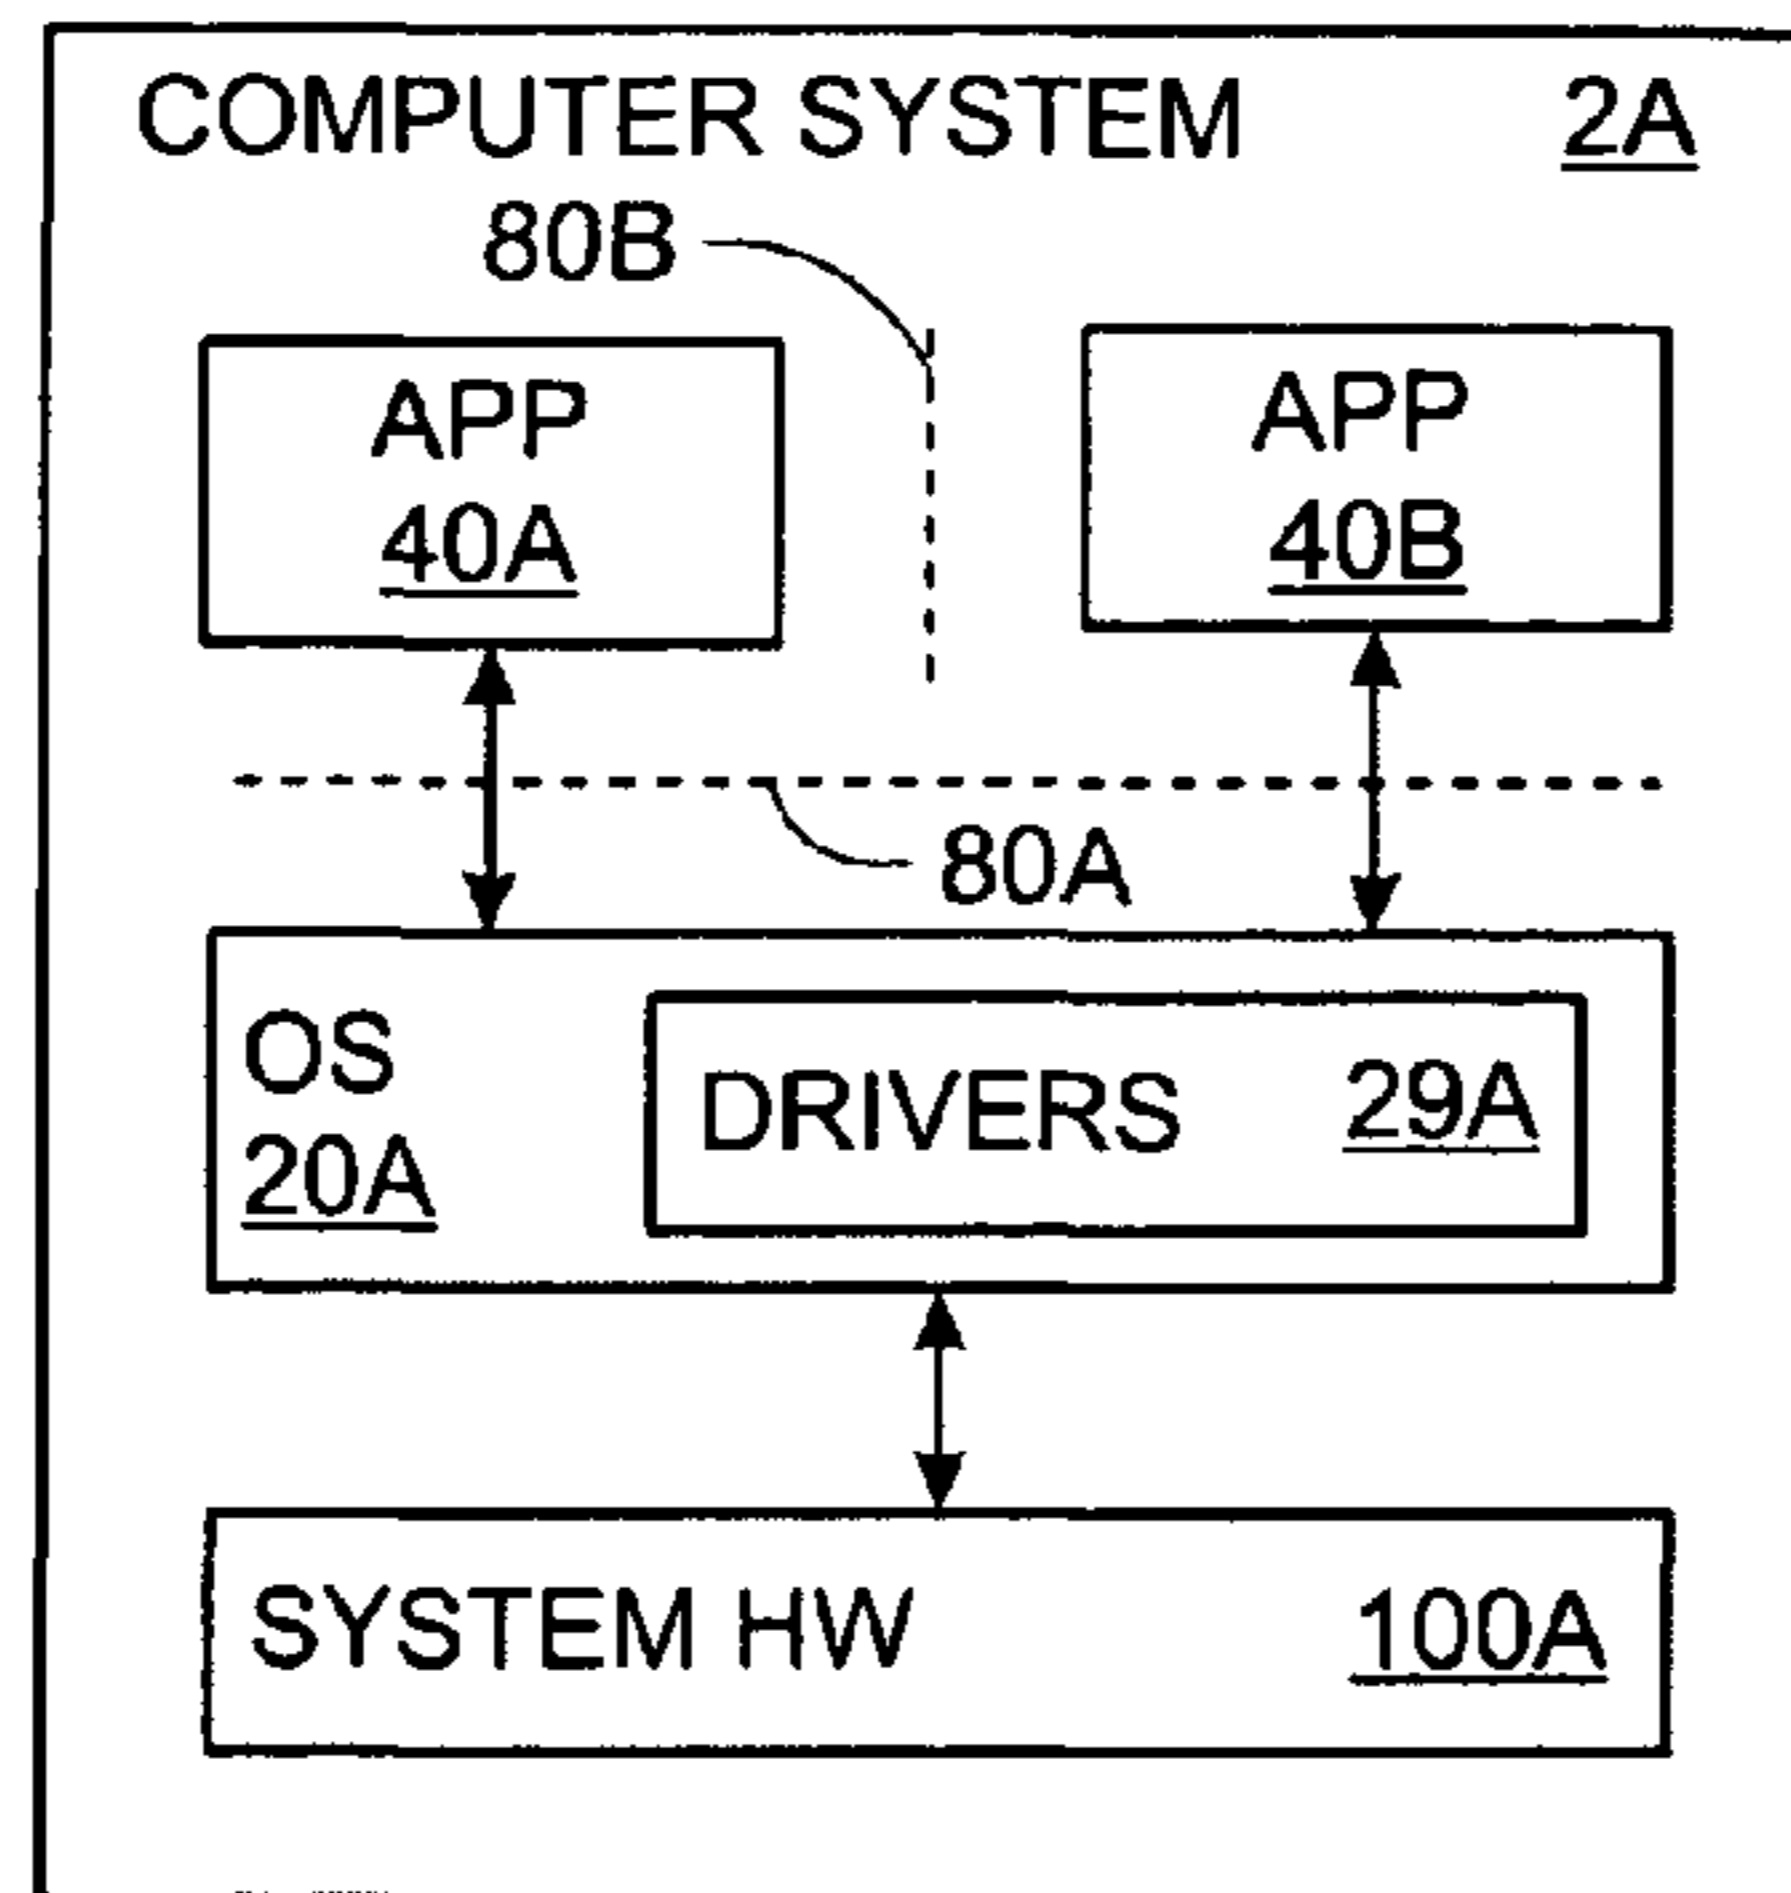 COMPUTER SYSTEM 2A
80B
APP
40A
APP
40B
80A
OS
20A
DRIVERS 29A
SYSTEM HW 100A